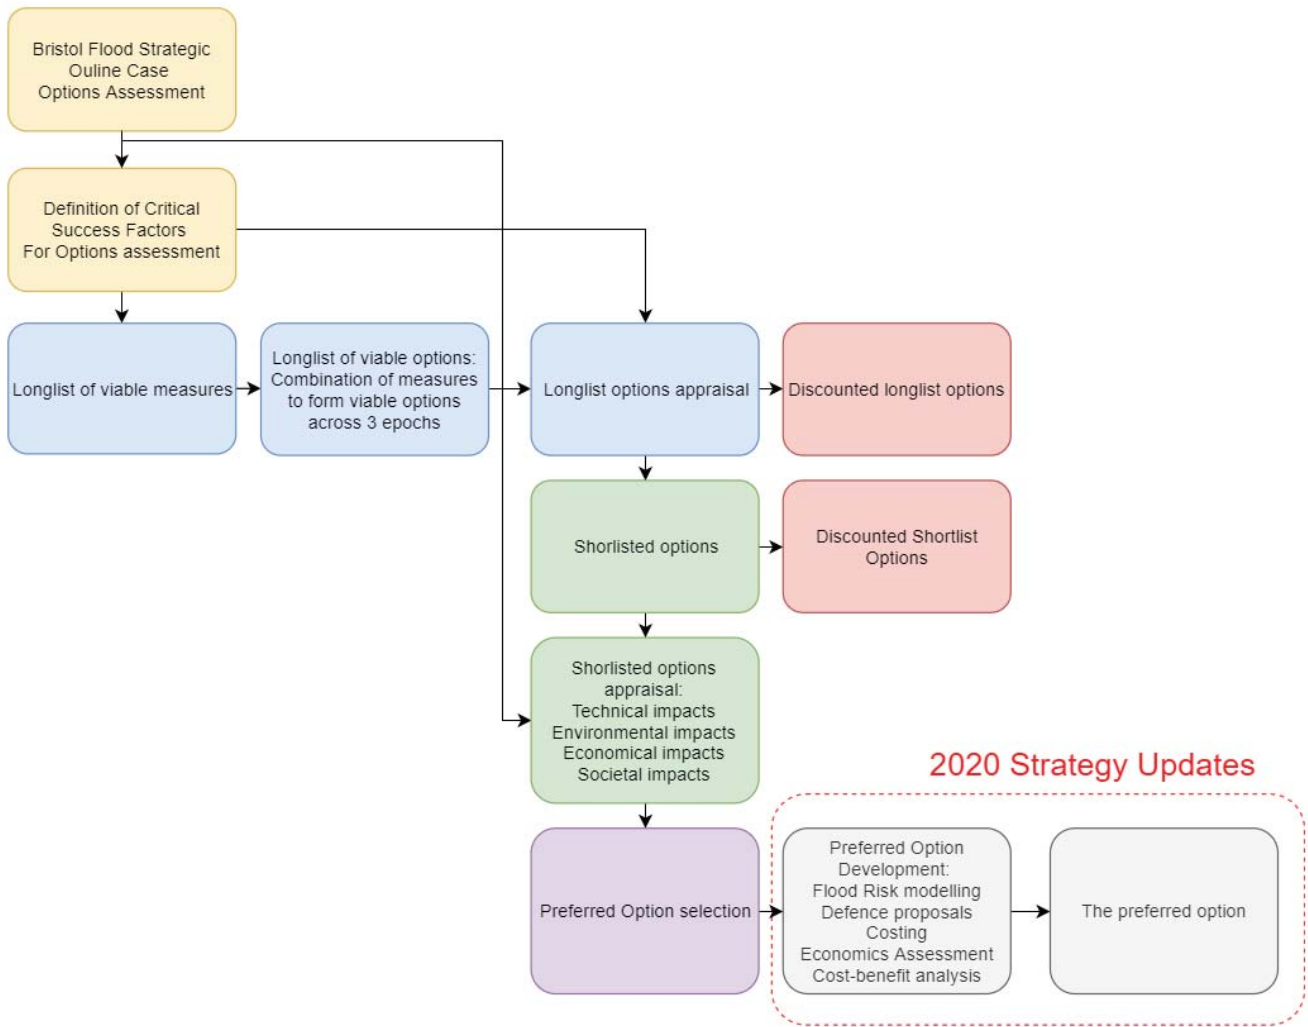 Bristol Flood Strategic
Ouline Case
Options Assessment
Definition of Critical
Success Factors
For Options assessment
Longlist of viable measures
Longlist of viable options:
Combination of measures
to form viable options
across 3 epochs
Longlist options appraisal
Discounted longlist options
Shorlisted options
Discounted Shortlist
Options
Shorlisted options
appraisal:
Technical impacts
Environmental impacts
Economical impacts
Societal impacts
2020 Strategy Updates
Preferred Option selection
Preferred Option
Development:
Flood Risk modelling
Defence proposals
Costing
Economics Assessment
Cost-benefit analysis
The preferred option